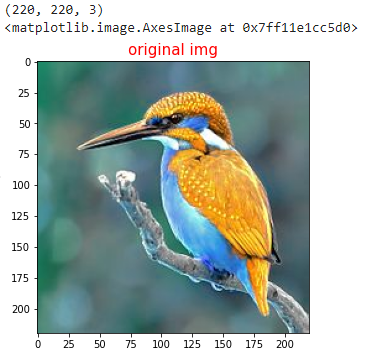 (220, 220, 3)
<matplotlib.image.AxesImage at 0x7ff11e1cc5d0>
original img
0
25
50
75
100
125
150
175
200
0 25 50 75 100 125 150 175 200